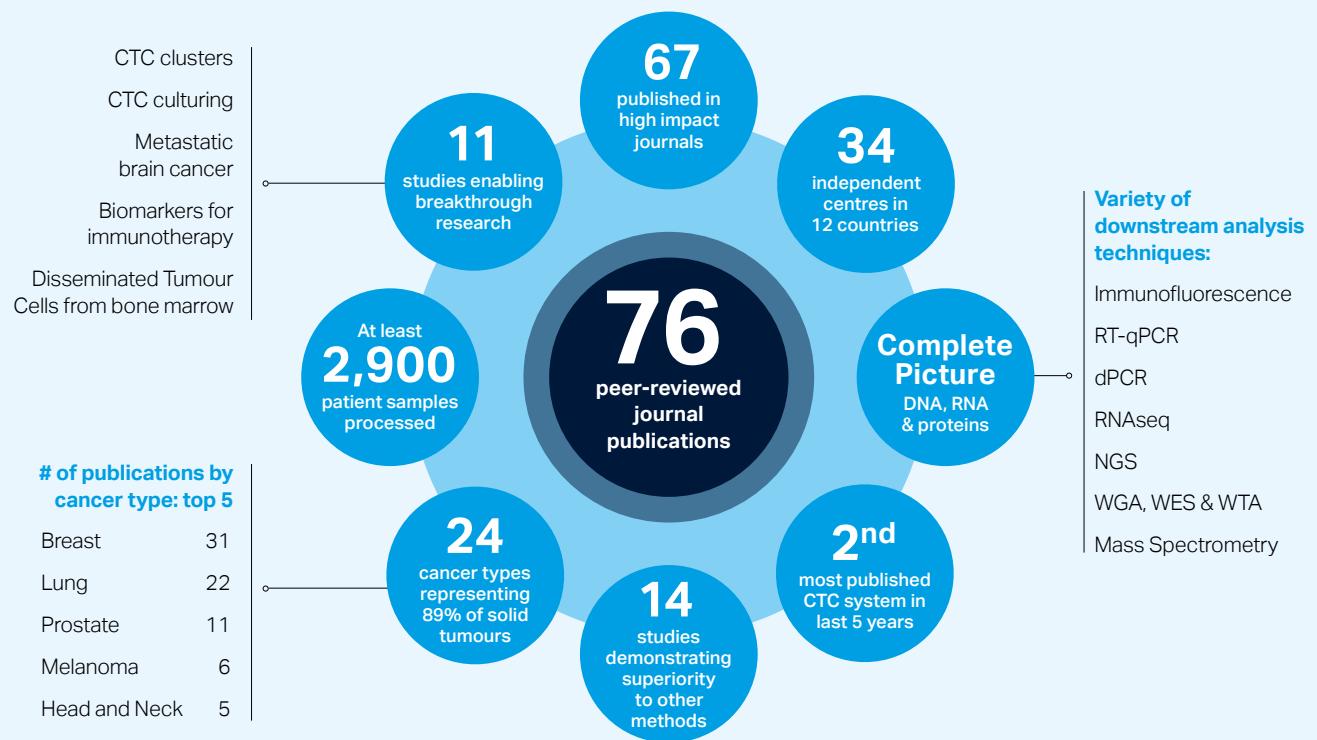 CTC clusters
CTC culturing
Metastatic
brain cancer
Biomarkers for
immunotherapy
Disseminated Tumour
Cells from bone marrow
11
studies enabling
breakthrough
research
67
published in
high impact
journals
34
independent
centres in
12 countries
At least
2,900
patient samples
processed
76
peer-reviewed
journal
publications
Complete
Picture
DNA, RNA
& proteins
Variety of
downstream analysis
techniques:
Immunofluorescence
RT-qPCR
dPCR
RNAseq
NGS
WGA, WES & WTA
Mass Spectrometry
# of publications by
cancer type: top 5
Breast 31
Lung 22
Prostate 11
Melanoma 6
Head and Neck 5
24
cancer types
representing
89% of solid
tumours
14
studies
demonstrating
superiority
to other
methods
2nd
most published
CTC system in
last 5 years